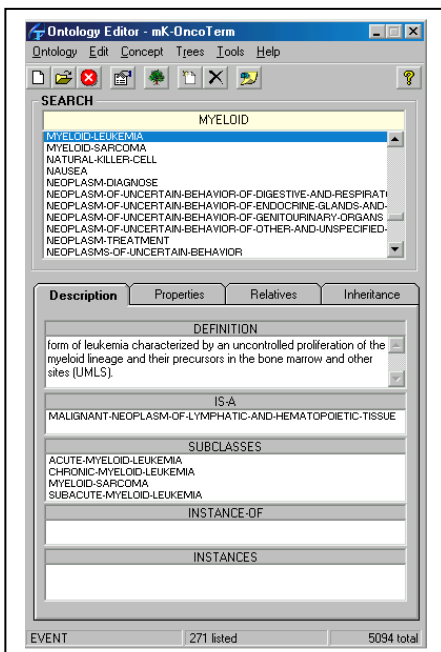 Ontology Editor - mK-OncoTerm
Ontology Edit Concept Trees Tools Help
SEARCH
MYELOID
MYELOID-LEUKEMIA
MYELOID-SARCOMA
NATURAL-KILLER-CELL
NAUSEA
NEOPLASM-DIAGNOSE
NEOPLASM-OF-UNCERTAIN-BEHAVIOR-OF-DIGESTIVE-AND-RESPIRAT
NEOPLASM-OF-UNCERTAIN-BEHAVIOR-OF-ENDOCRINE-GLANDS-AND-
NEOPLASM-OF-UNCERTAIN-BEHAVIOR-OF-GENITOURINARY-ORGANS
NEOPLASM-OF-UNCERTAIN-BEHAVIOR-OF-OTHER-AND-UNSPECIFIED-
NEOPLASM-TREATMENT
NEOPLASMS-OF-UNCERTAIN-BEHAVIOR
Description Properties Relatives Inheritance
DEFINITION
form of leukemia characterized by an uncontrolled proliferation of the
myeloid lineage and their precursors in the bone marrow and other
sites (UMLS).
IS-A
MALIGNANT-NEOPLASM-OF-LYMPHATIC-AND-HEMATOPOIETIC-TISSUE
SUBCLASSES
ACUTE-MYELOID-LEUKEMIA
CHRONIC-MYELOID-LEUKEMIA
MYELOID-SARCOMA
SUBACUTE-MYELOID-LEUKEMIA
INSTANCE-OF
INSTANCES
EVENT 271 listed 5094 total